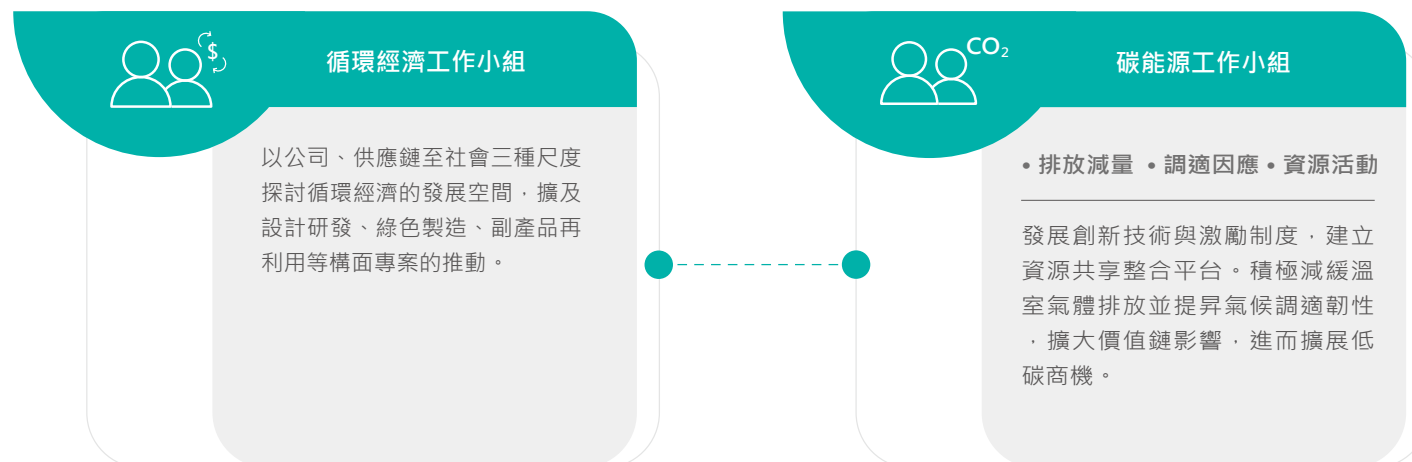 $
循環經濟工作小組
以公司、供應鏈至社會三種尺度
探討循環經濟的發展空間，擴及
設計研發、綠色製造、副產品再
利用等構面專案的推動。
CO₂
碳能源工作小組
• 排放減量 • 調適因應 • 資源活動
發展創新技術與激勵制度，建立
資源共享整合平台。積極減緩溫
室氣體排放並提昇氣候調適韌性
，擴大價值鏈影響，進而擴展低
碳商機。